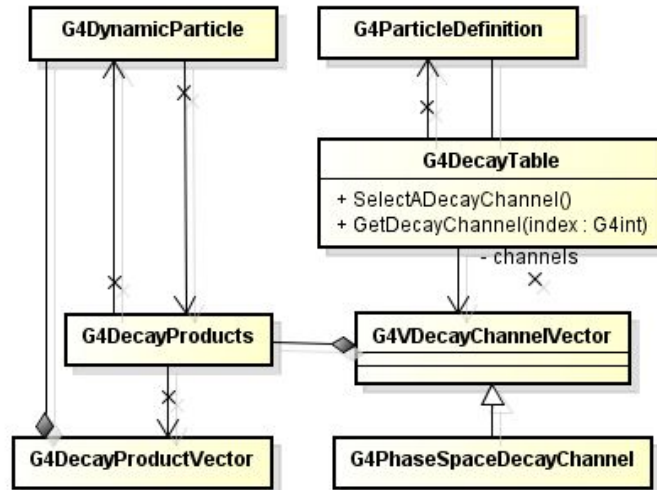 G4DynamicParticle
G4ParticleDefinition
G4DecayTable
+ SelectADecayChannel()
+ GetDecayChannel(index : G4int)
- channels
G4DecayProducts
G4VDecayChannelVector
G4DecayProductVector
G4PhaseSpaceDecayChannel